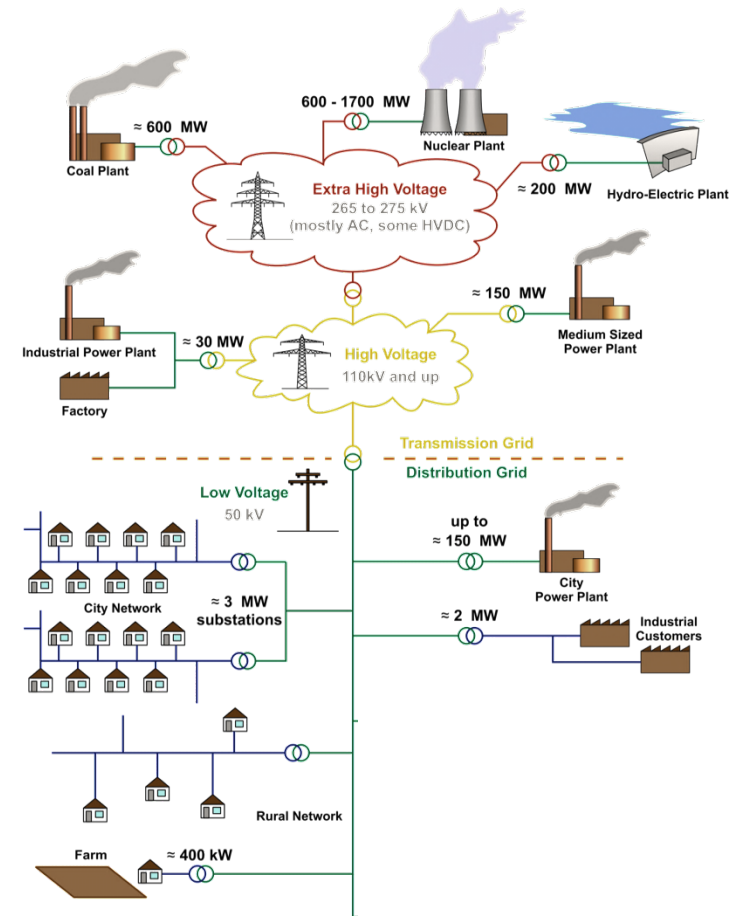 600 - 1700 MW
≈ 600 MW
Nuclear Plant
Coal Plant
Extra High Voltage
265 to 275 kV
(mostly AC, some HVDC)
≈ 200 MW
Hydro-Electric Plant
≈ 150 MW
≈ 30 MW
Medium Sized
Power Plant
Industrial Power Plant
High Voltage
110kV and up
Factory
Transmission Grid
Distribution Grid
Low Voltage
50 kV
up to
≈ 150 MW
City
Power Plant
City Network
≈ 3 MW
substations
≈ 2 MW
Industrial
Customers
Rural Network
Farm
≈ 400 kW